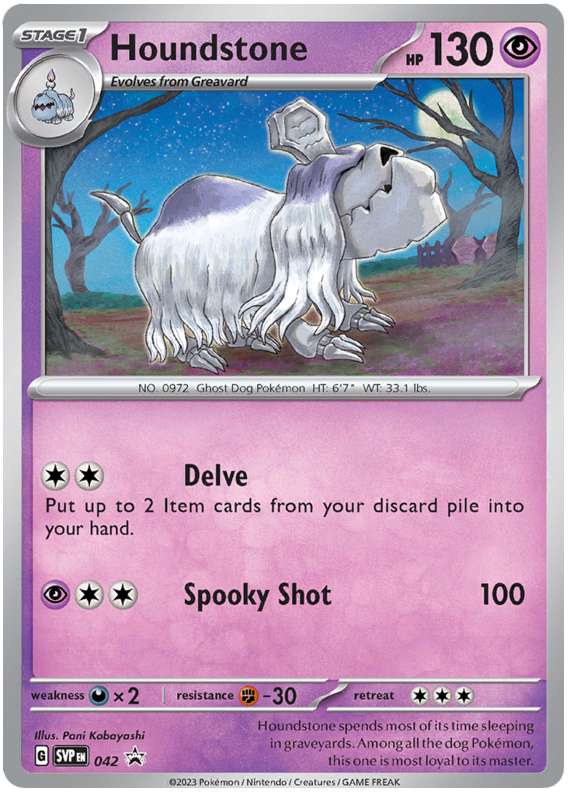 STAGE1
Houndstone
HP 130
Evolves from Greavard
NO. 0972 Ghost Dog Pokémon HT: 6'7" WT: 33.1 lbs.
Delve
Put up to 2 Item cards from your discard pile into
your hand.
Spooky Shot 100
weakness ×2 resistance -30 retreat
Illus. Pani Kobayashi
Houndstone spends most of its time sleeping
in graveyards. Among all the dog Pokémon,
this one is most loyal to its master.
G SVP EN 042
©2023 Pokémon / Nintendo / Creatures / GAME FREAK